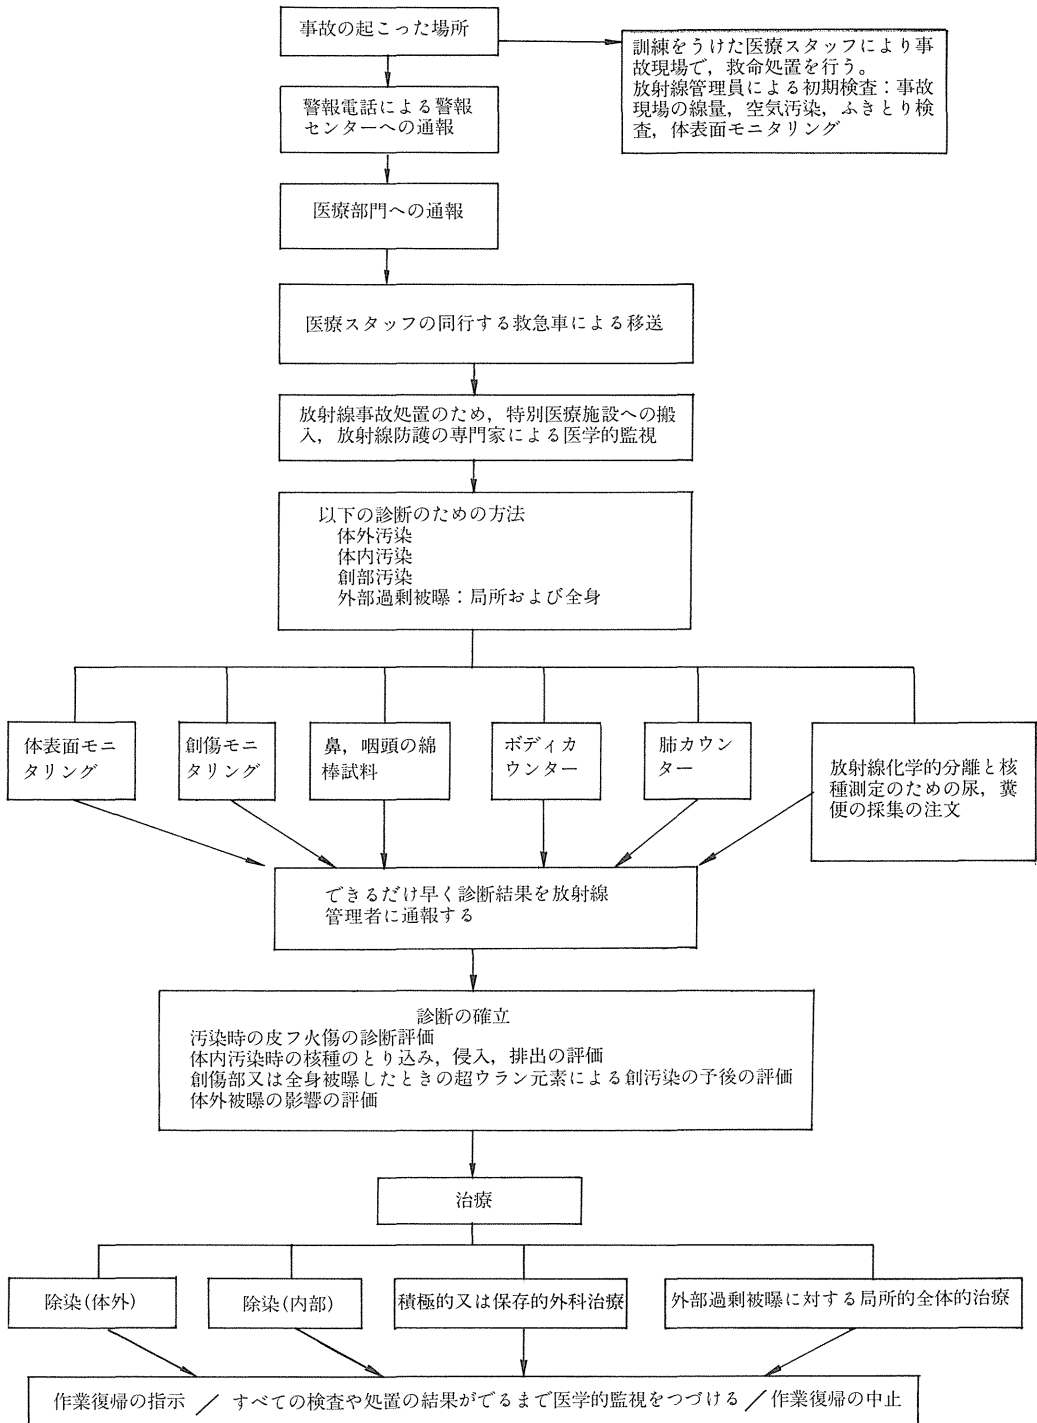 事故の起こった場所
訓練をうけた医療スタッフにより事
故現場で，救命処置を行う。
放射線管理員による初期検査：事故
現場の線量，空気汚染，ふきとり検
査，体表面モニタリング
警報電話による警報
センターへの通報
医療部門への通報
医療スタッフの同行する救急車による移送
放射線事故処置のため，特別医療施設への搬
入，放射線防護の専門家による医学的監視
以下の診断のための方法
体外汚染
体内汚染
創部汚染
外部過剰被曝：局所および全身
体表面モニ
タリング
創傷モニ
タリング
鼻，咽頭の綿
棒試料
ボディカ
ウンター
肺カウン
ター
放射線化学的分離と核
種測定のための尿，糞
便の採集の注文
できるだけ早く診断結果を放射線
管理者に通報する
診断の確立
汚染時の皮フ火傷の診断評価
体内汚染時の核種のとり込み，侵入，排出の評価
創傷部又は全身被曝したときの超ウラン元素による創汚染の予後の評価
体外被曝の影響の評価
治療
除染(体外)
除染(内部)
積極的又は保存的外科治療
外部過剰被曝に対する局所的全体的治療
作業復帰の指示 ／ すべての検査や処置の結果がでるまで医学的監視をつづける ／作業復帰の中止